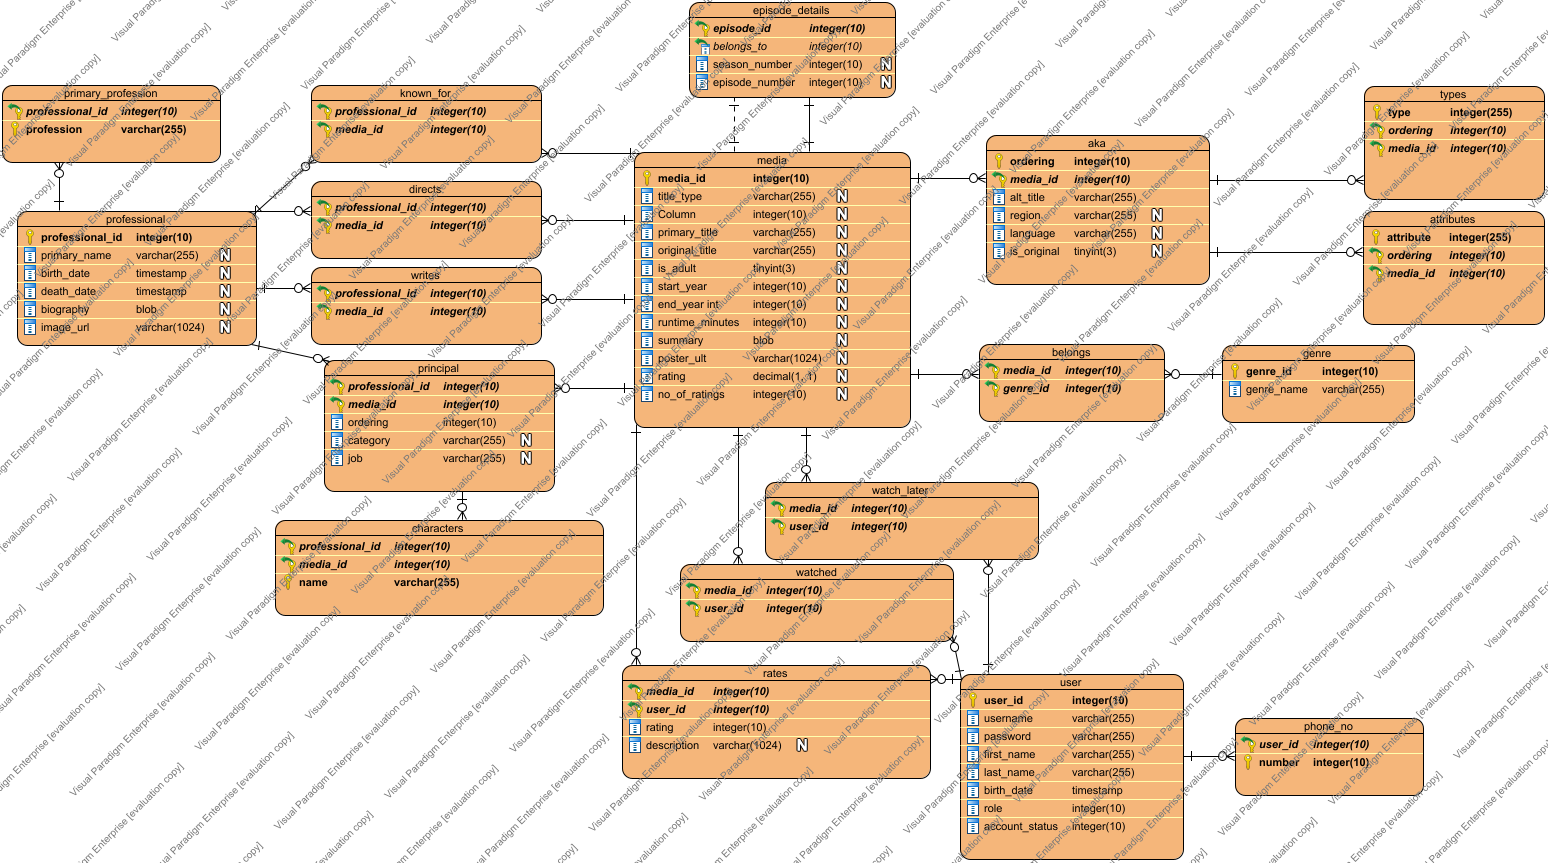 episode_details
episode_id integer(10)
belongs_to integer(10)
season_number integer(10) N
episode_number integer(10) N
primary_profession
professional_id integer(10)
profession varchar(255)
known_for
professional_id integer(10)
media_id integer(10)
types
type integer(255)
ordering integer(10)
media_id integer(10)
aka
ordering integer(10)
media_id integer(10)
alt_title varchar(255)
region varchar(255) N
language varchar(255) N
is_original tinyint(3) N
media
media_id integer(10)
title_type varchar(255) N
Column integer(10) N
primary_title varchar(255) N
original_title varchar(255) N
is_adult tinyint(3) N
start_year integer(10) N
end_year int integer(10) N
runtime_minutes integer(10) N
summary blob N
poster_ult varchar(1024) N
rating decimal(1, 1) N
no_of_ratings integer(10) N
directs
professional_id integer(10)
media_id integer(10)
professional
professional_id integer(10)
primary_name varchar(255) N
birth_date timestamp N
death_date timestamp N
biography blob N
image_url varchar(1024) N
attributes
attribute integer(255)
ordering integer(10)
media_id integer(10)
writes
professional_id integer(10)
media_id integer(10)
belongs
media_id integer(10)
genre_id integer(10)
genre
genre_id integer(10)
genre_name varchar(255)
principal
professional_id integer(10)
media_id integer(10)
ordering integer(10)
category varchar(255) N
job varchar(255) N
watch_later
media_id integer(10)
user_id integer(10)
characters
professional_id integer(10)
media_id integer(10)
name varchar(255)
watched
media_id integer(10)
user_id integer(10)
rates
media_id integer(10)
user_id integer(10)
rating integer(10)
description varchar(1024) N
user
user_id integer(10)
username varchar(255)
password varchar(255)
first_name varchar(255)
last_name varchar(255)
birth_date timestamp
role integer(10)
account_status integer(10)
phone_no
user_id integer(10)
number integer(10)
Visual Paradigm Enterprise [evaluation copy]